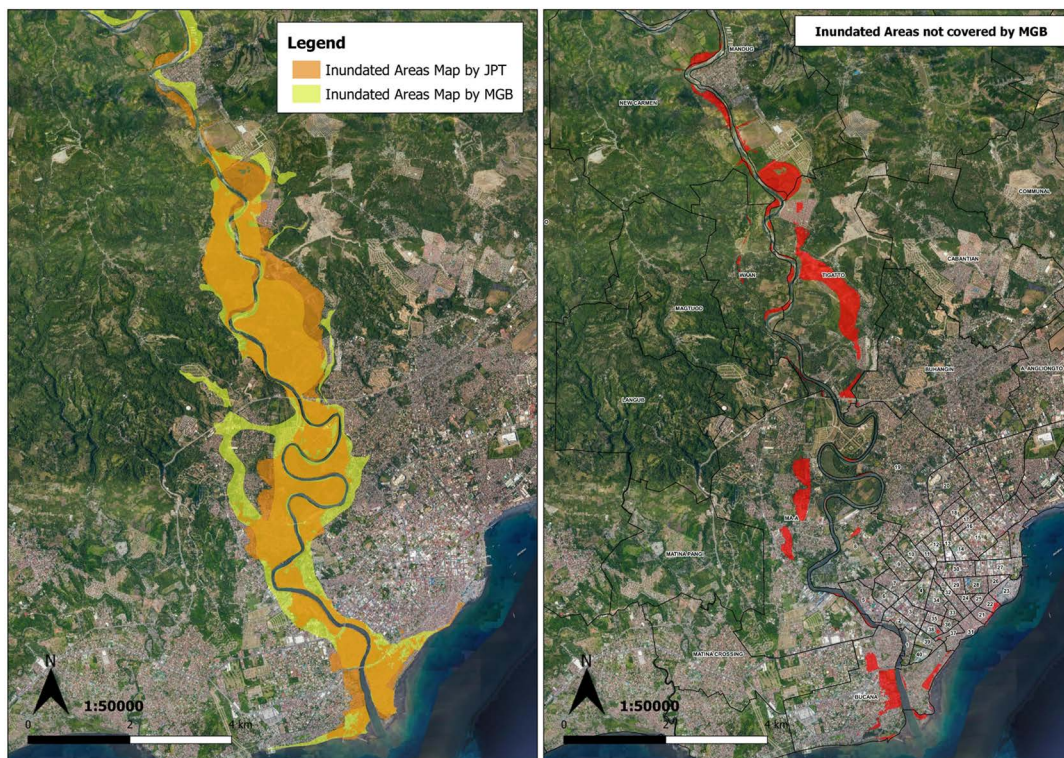 Legend
Inundated Areas Map by JPT
Inundated Areas Map by MGB
N
1:50000
0 2 4 km
Inundated Areas not covered by MGB
MANDUG
NEW CARMEN
COMMUNAL
CABANTIAN
WAAN
TIGATTO
MAGTUOD
BUHANGIN
A. ANGLIONGTO
LANGUB
19
MA-A
MATINA PANGI
MATINA CROSSING
BUCANA
N
1:50000
0 2 4 km